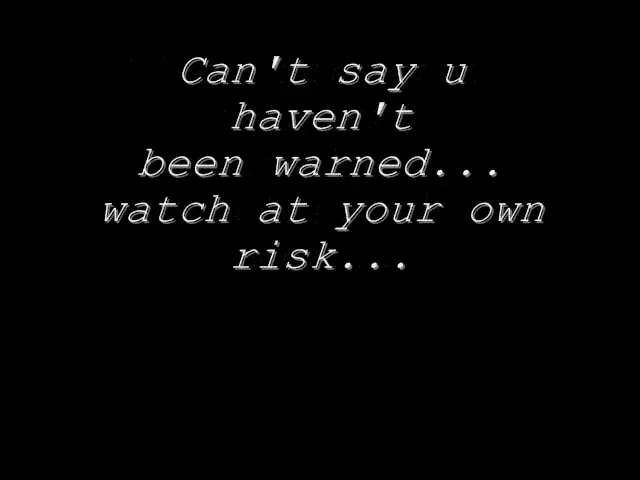 Can't say u
haven't
been warned...
watch at your own
risk...